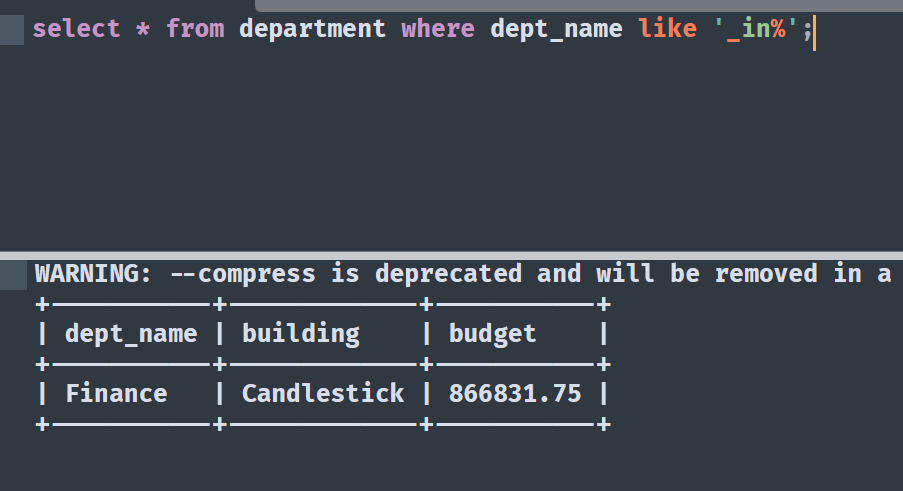 select * from department where dept_name like '_in%';
WARNING: --compress is deprecated and will be removed in a
+-----------+-------------+-----------+
| dept_name | building    | budget    |
+-----------+-------------+-----------+
| Finance   | Candlestick | 866831.75 |
+-----------+-------------+-----------+